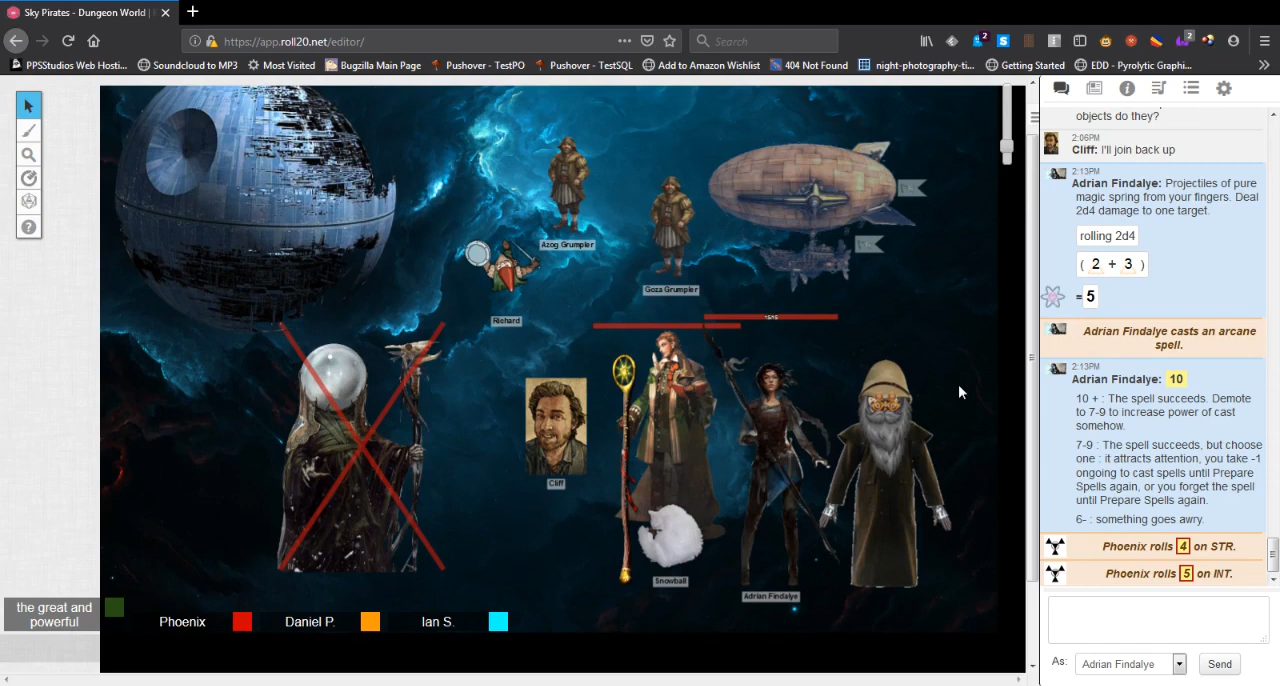 Sky Pirates - Dungeon World |
https://app.roll20.net/editor/
Search
2
2
PPSStudios Web Hosti...
Soundcloud to MP3
Most Visited
Bugzilla Main Page
Pushover - TestPO
Pushover - TestSQL
Add to Amazon Wishlist
404 Not Found
night-photography-ti...
Getting Started
EDD - Pyrolytic Graphi...
Azog Grumpler
Goza Grumpler
Richard
Cliff
Snowball
Adrian Findalye
the great and
powerful
Phoenix
Daniel P.
Ian S.
objects do they?
2:06PM
Cliff: I'll join back up
2:13PM
Adrian Findalye: Projectiles of pure
magic spring from your fingers. Deal
2d4 damage to one target.
rolling 2d4
( 2 + 3 )
= 5
Adrian Findalye casts an arcane
spell.
2:13PM
Adrian Findalye: 10
10 + : The spell succeeds. Demote
to 7-9 to increase power of cast
somehow.
7-9 : The spell succeeds, but choose
one : it attracts attention, you take -1
ongoing to cast spells until Prepare
Spells again, or you forget the spell
until Prepare Spells again.
6- : something goes awry.
Phoenix rolls 4 on STR.
Phoenix rolls 5 on INT.
As:
Adrian Findalye
Send